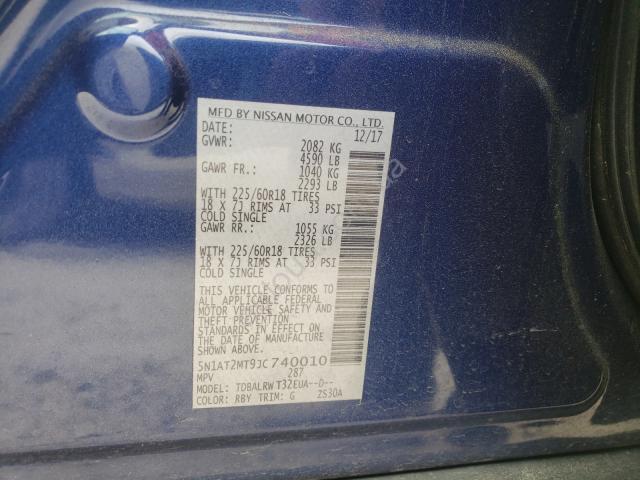 MFD BY NISSAN MOTOR CO., LTD.
DATE: 12/17
GVWR: 2082 KG
4590 LB
GAWR FR.: 1040 KG
2293 LB
WITH 225/60R18 TIRES
18 X 7J RIMS AT 33 PSI
COLD SINGLE
GAWR RR.: 1055 KG
2326 LB
WITH 225/60R18 TIRES
18 X 7J RIMS AT 33 PSI
COLD SINGLE
THIS VEHICLE CONFORMS TO
ALL APPLICABLE FEDERAL
MOTOR VEHICLE SAFETY AND
THEFT PREVENTION
STANDARDS IN EFFECT ON
THE DATE OF MANUFACTURE
SHOWN ABOVE.
5N1AT2MT9JC740010
MPV 287
MODEL: TDBALRWT32EUA--D--
COLOR: RBY TRIM: G ZS30A